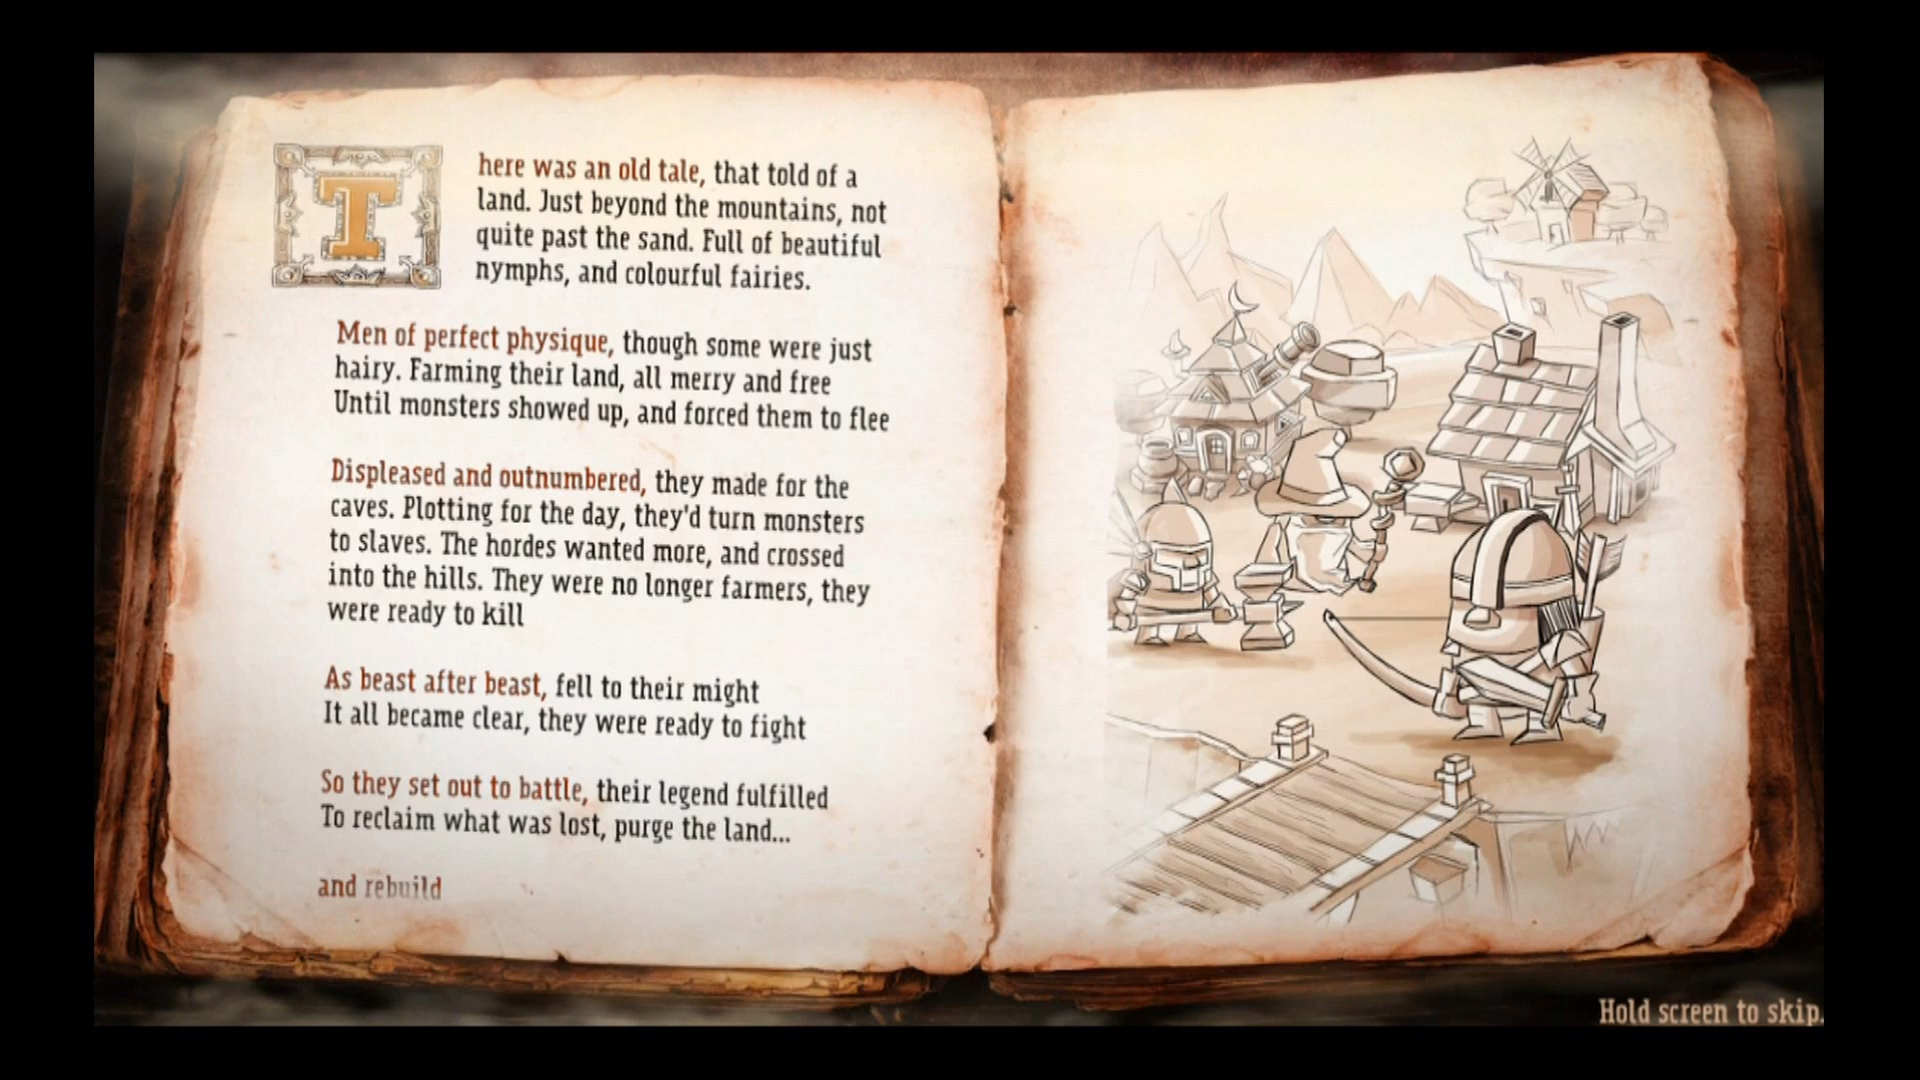 There was an old tale, that told of a
land. Just beyond the mountains, not
quite past the sand. Full of beautiful
nymphs, and colourful fairies.
Men of perfect physique, though some were just
hairy. Farming their land, all merry and free
Until monsters showed up, and forced them to flee
Displeased and outnumbered, they made for the
caves. Plotting for the day, they'd turn monsters
to slaves. The hordes wanted more, and crossed
into the hills. They were no longer farmers, they
were ready to kill
As beast after beast, fell to their might
It all became clear, they were ready to fight
So they set out to battle, their legend fulfilled
To reclaim what was lost, purge the land...
and rebuild
Hold screen to skip.